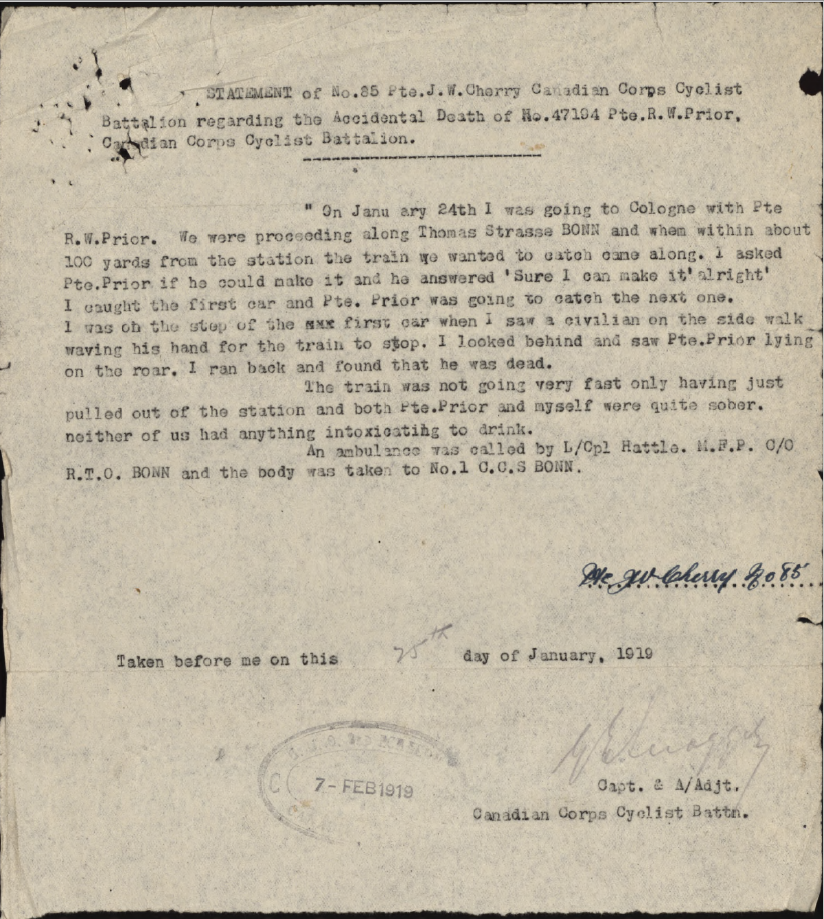 STATEMENT of No.85 Pte.J.W.Cherry Canadian Corps Cyclist
Battalion regarding the Accidental Death of No.47194 Pte.R.W.Prior,
Canadian Corps Cyclist Battalion.
" On Janu ary 24th I was going to Cologne with Pte
R.W.Prior. We were proceeding along Thomas Strasse BONN and whem within about
100 yards from the station the train we wanted to catch came along. I asked
Pte.Prior if he could make it and he answered 'Sure I can make it' alright'
I caught the first car and Pte. Prior was going to catch the next one.
I was oh the step of the first car when I saw a civilian on the side walk
waving his hand for the train to stop. I looked behind and saw Pte.Prior lying
on the roar. I ran back and found that he was dead.
The train was not going very fast only having just
pulled out of the station and both Pte.Prior and myself were quite sober.
neither of us had anything intoxicating to drink.
An ambulance was called by L/Cpl Hattle. M.F.P. C/C
R.T.O. BONN and the body was taken to No.1 C.C.S BONN.
Pte JW Cherry No 85
Taken before me on this 25th day of January, 1919
7- FEB 1919
Capt. & A/Adjt.
Canadian Corps Cyclist Battn.